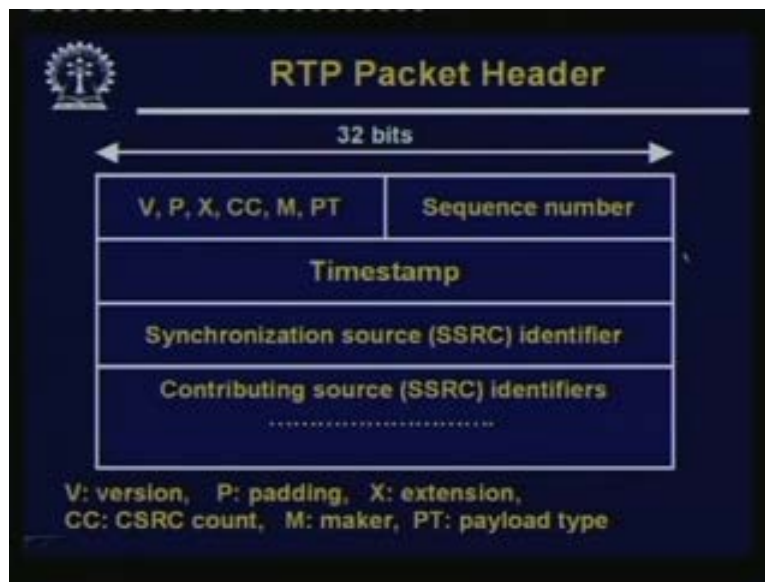 RTP Packet Header
32 bits
V, P, X, CC, M, PT Sequence number
Timestamp
Synchronization source (SSRC) identifier
Contributing source (SSRC) identifiers
..............................
V: version, P: padding, X: extension,
CC: CSRC count, M: maker, PT: payload type